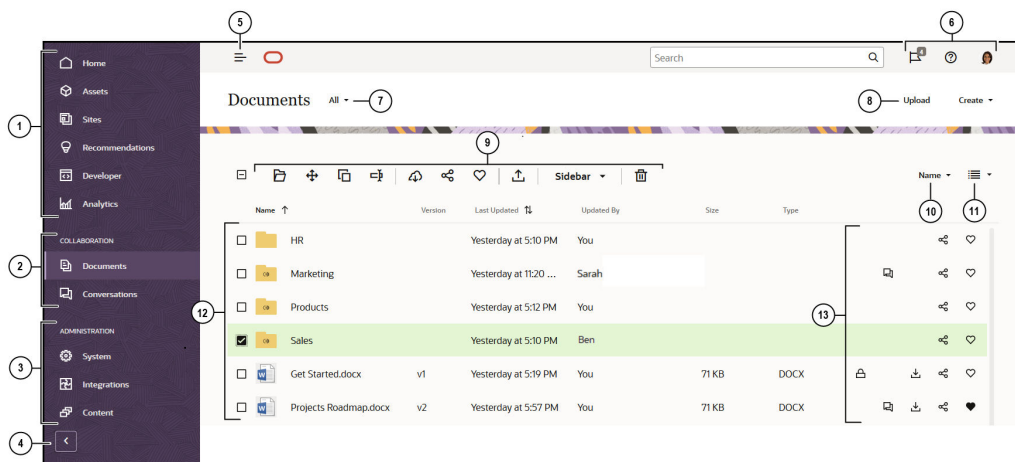 5
6
Home
Search
4
Assets
Documents
All
7
8
Upload
Create
1
Sites
Recommendations
9
Developer
Sidebar
Name
Analytics
Name
Version
Last Updated
Updated By
Size
Type
10
11
COLLABORATION
HR
Yesterday at 5:10 PM
You
2
Documents
Marketing
Yesterday at 11:20 ...
Sarah
Conversations
12
Products
Yesterday at 5:12 PM
You
13
ADMINISTRATION
Sales
Yesterday at 5:10 PM
Ben
System
3
Get Started.docx
v1
Yesterday at 5:19 PM
You
71 KB
DOCX
Integrations
Projects Roadmap.docx
v2
Yesterday at 5:57 PM
You
71 KB
DOCX
Content
4